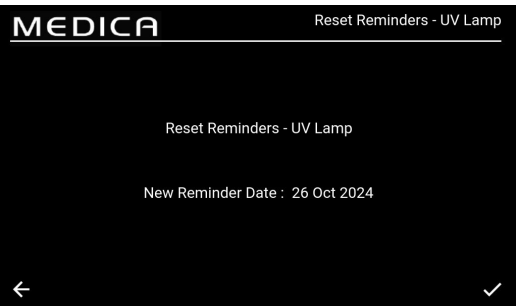 MEDICA
Reset Reminders - UV Lamp
Reset Reminders - UV Lamp
New Reminder Date : 26 Oct 2024